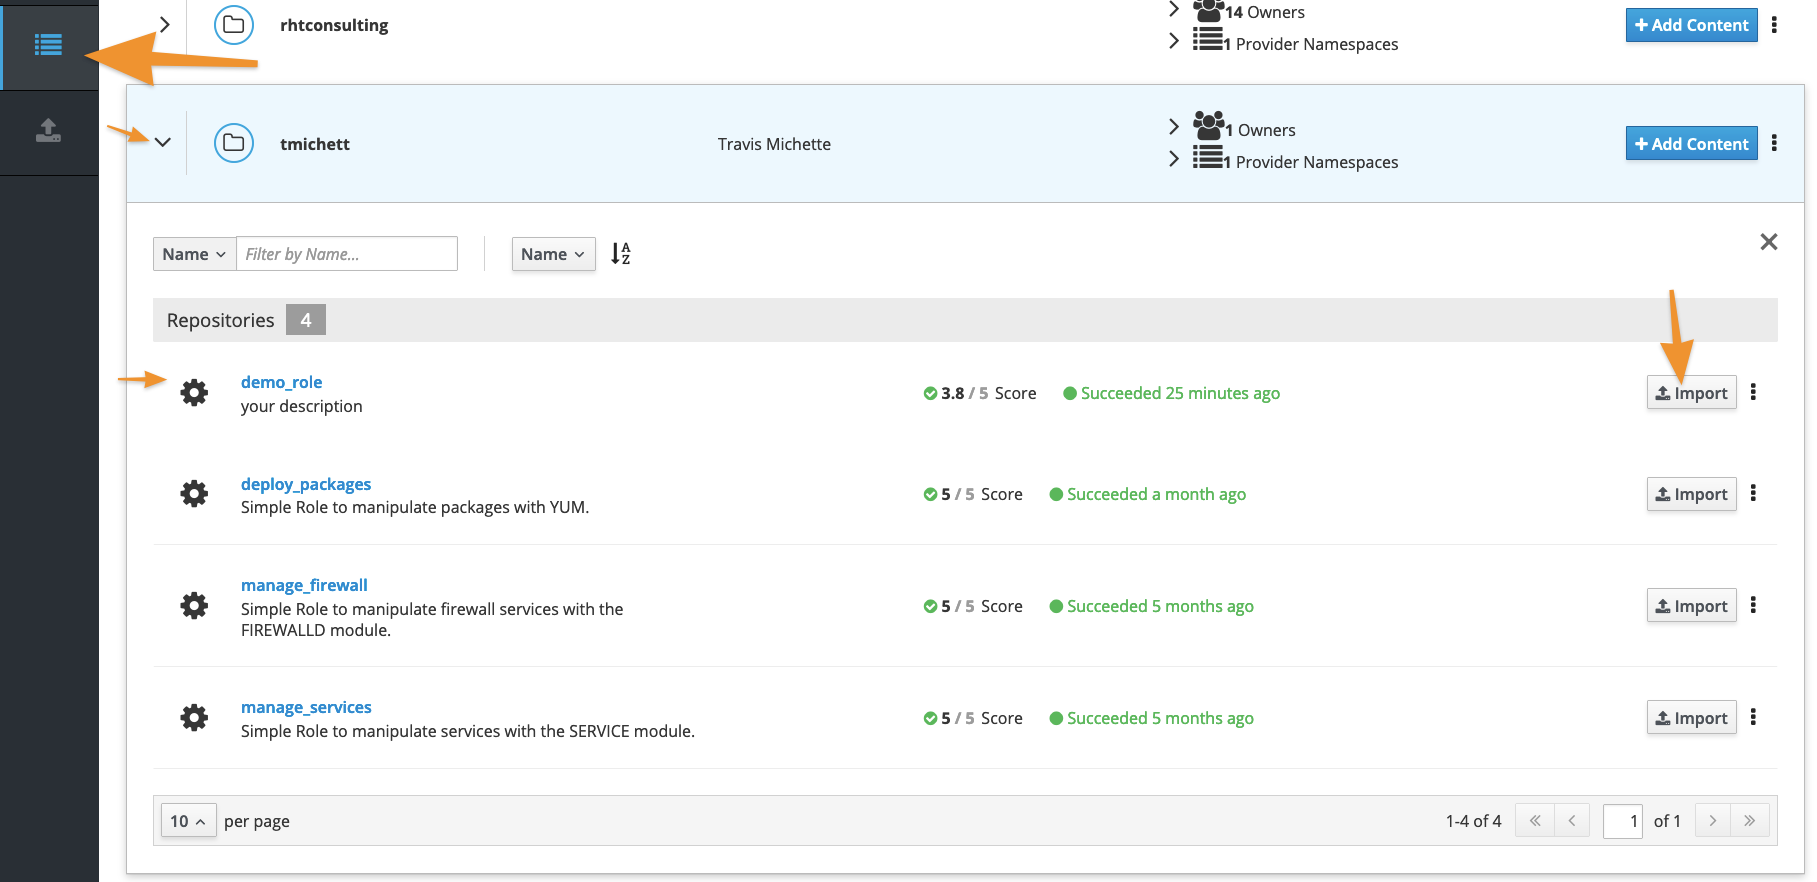 rhtconsulting
14 Owners
1 Provider Namespaces
Add Content
tmichett
Travis Michette
1 Owners
1 Provider Namespaces
Add Content
Name
Filter by Name...
Name
A
Z
Repositories 4
demo_role
your description
3.8 / 5 Score
Succeeded 25 minutes ago
Import
deploy_packages
Simple Role to manipulate packages with YUM.
5 / 5 Score
Succeeded a month ago
Import
manage_firewall
Simple Role to manipulate firewall services with the
FIREWALLD module.
5 / 5 Score
Succeeded 5 months ago
Import
manage_services
Simple Role to manipulate services with the SERVICE module.
5 / 5 Score
Succeeded 5 months ago
Import
10 per page
1-4 of 4
1 of 1